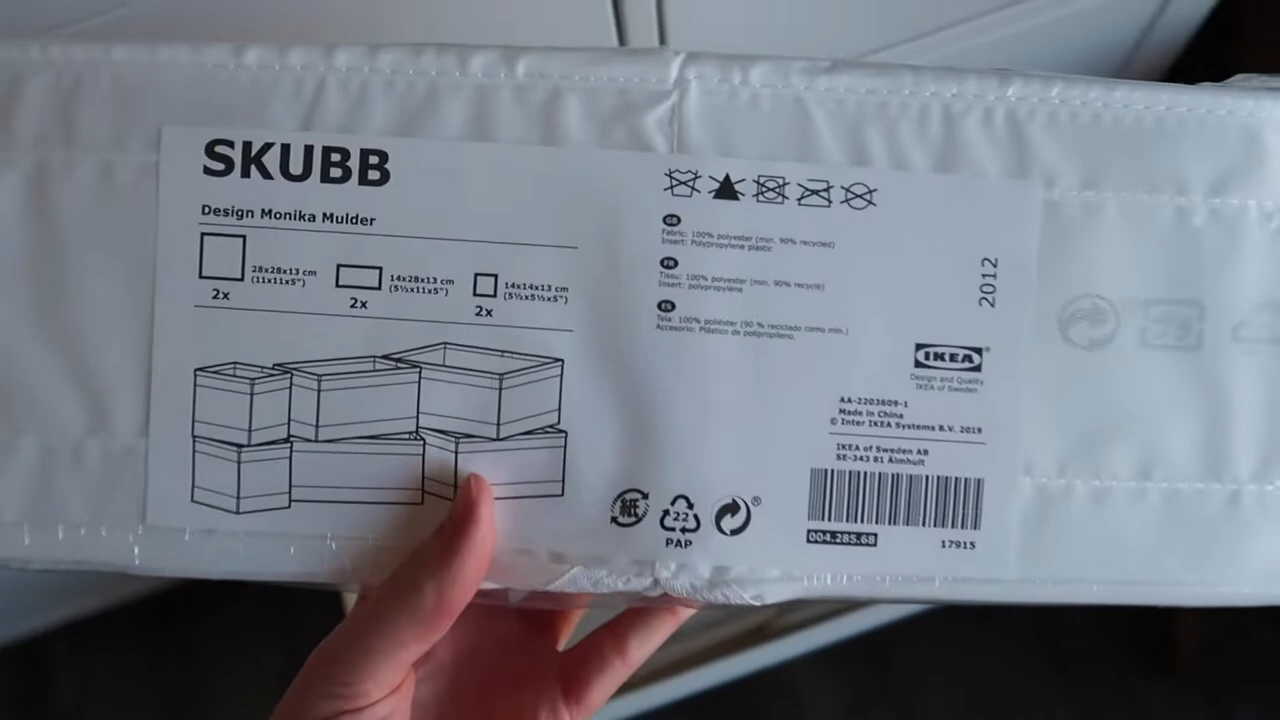 SKUBB
Design Monika Mulder
28x28x13 cm
(11x11x5")
2x
14x28x13 cm
(5½x11x5")
2x
14x14x13 cm
(5½x5½x5")
2x
GB
Fabric: 100% polyester (min. 90% recycled)
Insert: Polypropylene plastic
FR
Tissu: 100% polyester (min. 90% recyclé)
Insert: polypropylène
ES
Tela: 100% poliéster (90 % reciclado como mín.)
Accesorio: Plástico de polipropileno.
2012
IKEA®
Design and Quality
IKEA of Sweden
AA-2203609-1
Made in China
© Inter IKEA Systems B.V. 2019
IKEA of Sweden AB
SE-343 81 Älmhult
紙
22
PAP
®
004.285.68
17915